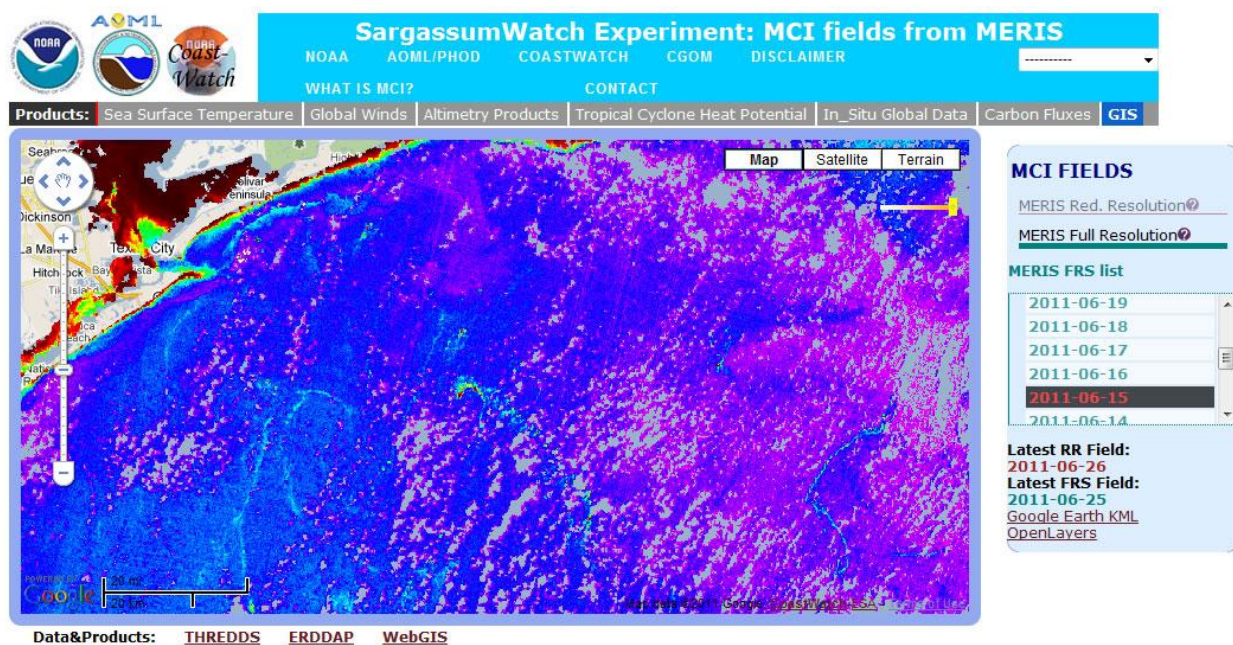 AOML
NOAA
NOAA
Coast-
Watch
SargassumWatch Experiment: MCI fields from MERIS
NOAA AOML/PHOD COASTWATCH CGOM DISCLAIMER
WHAT IS MCI? CONTACT
----------
Products: Sea Surface Temperature Global Winds Altimetry Products Tropical Cyclone Heat Potential In_Situ Global Data Carbon Fluxes GIS
Map Satellite Terrain
Peninsula
Dickinson
City
20 mi
20 km
Google
MCI FIELDS
MERIS Red. Resolution?
MERIS Full Resolution?
MERIS FRS list
2011-06-19
2011-06-18
2011-06-17
2011-06-16
2011-06-15
2011-06-14
Latest RR Field:
2011-06-26
Latest FRS Field:
2011-06-25
Google Earth KML
OpenLayers
Data&Products: THREDDS ERDDAP WebGIS